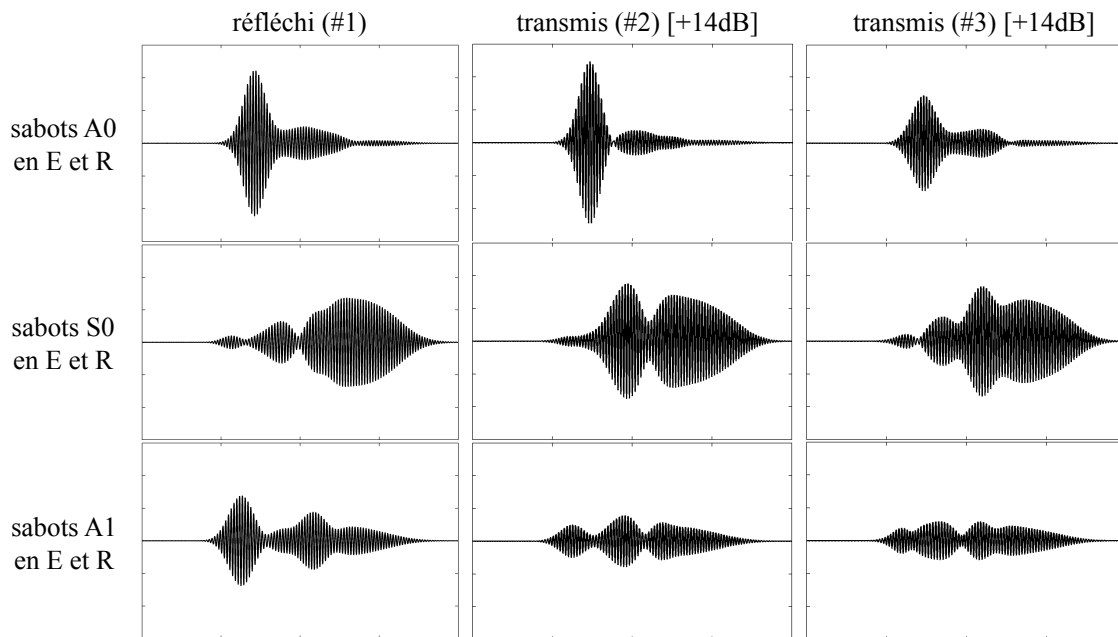 réfléchi (#1)
transmis (#2) [+14dB]
transmis (#3) [+14dB]
sabots A0
en E et R
sabots S0
en E et R
sabots A1
en E et R